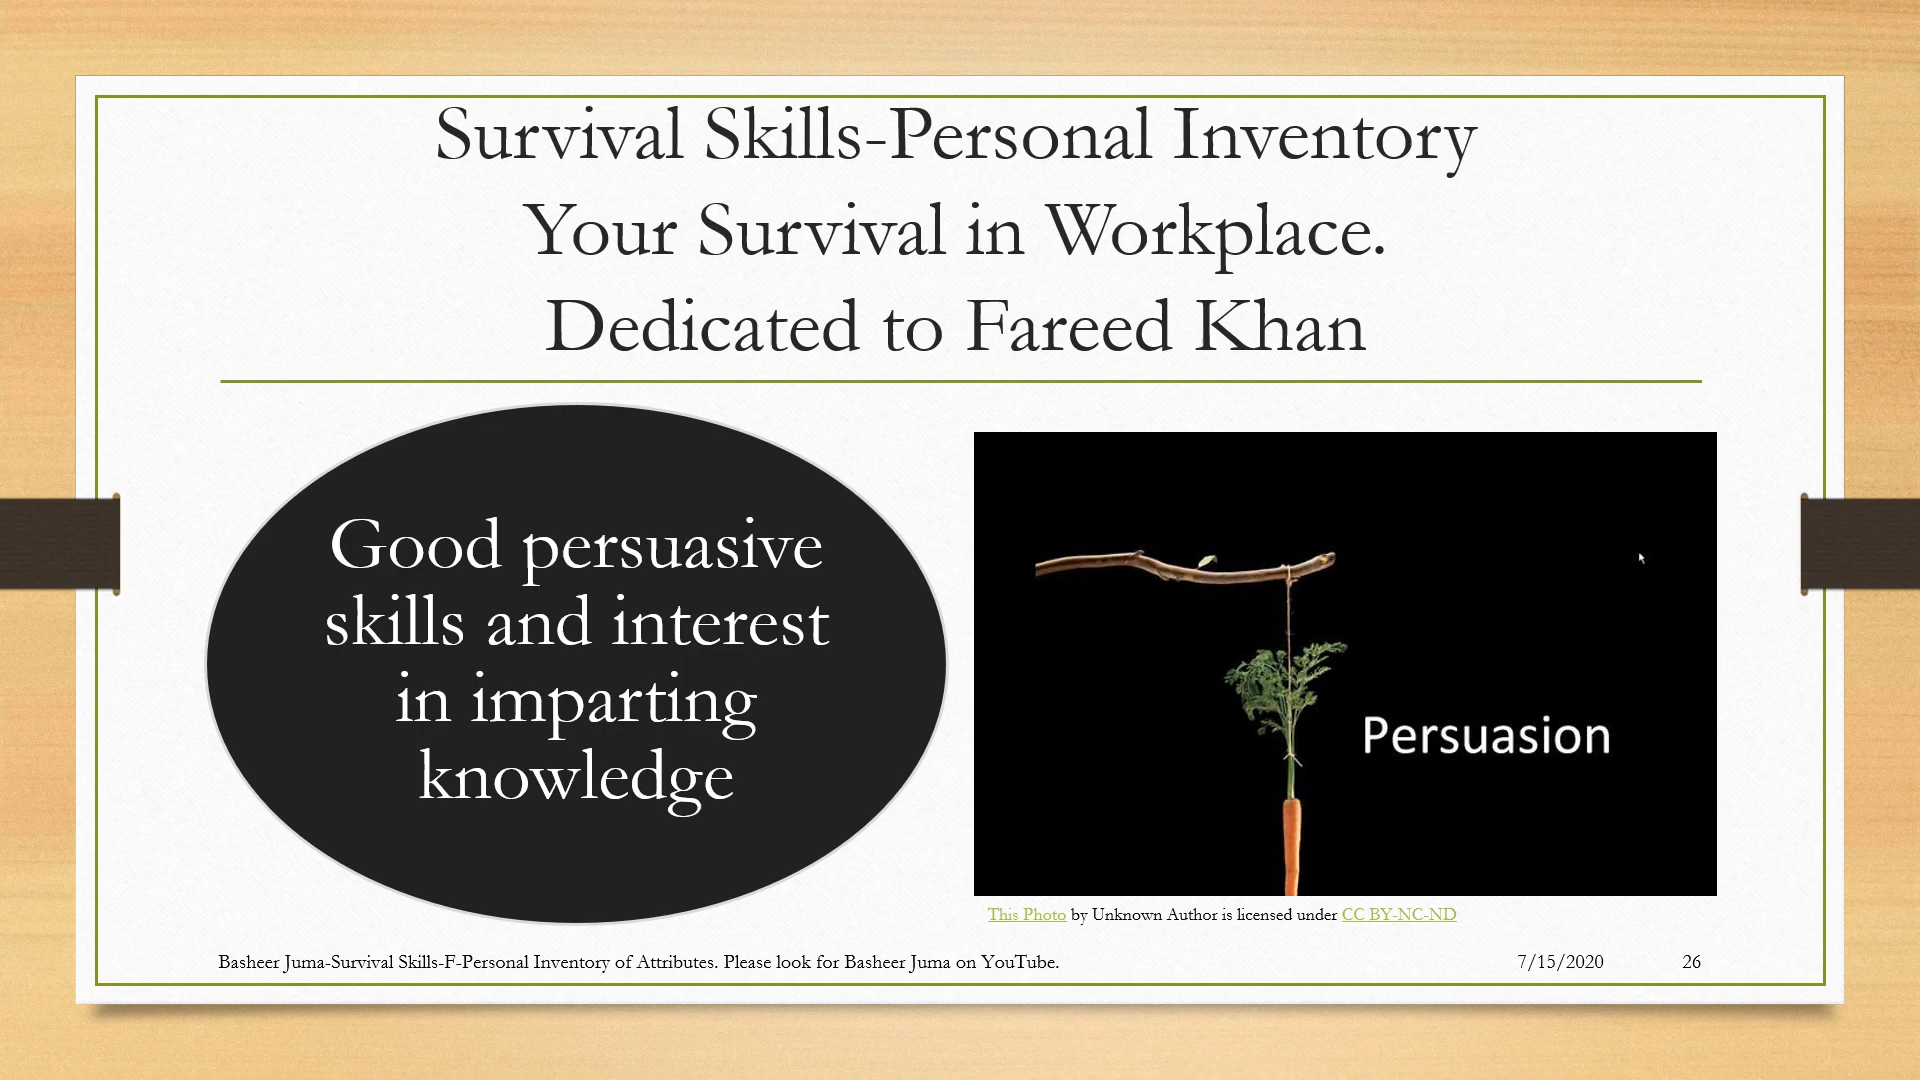 Survival Skills-Personal Inventory
Your Survival in Workplace.
Dedicated to Fareed Khan
Good persuasive
skills and interest
in imparting
knowledge
Persuasion
This Photo by Unknown Author is licensed under CC BY-NC-ND
Basheer Juma-Survival Skills-F-Personal Inventory of Attributes. Please look for Basheer Juma on YouTube.
7/15/2020
26